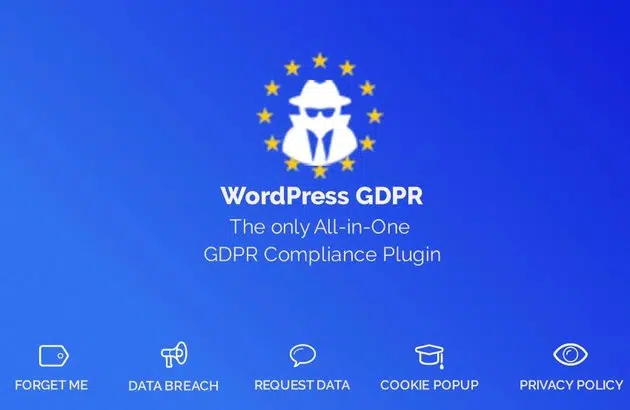 WordPress GDPR
The only All-in-One
GDPR Compliance Plugin
FORGET ME
DATA BREACH
REQUEST DATA
COOKIE POPUP
PRIVACY POLICY